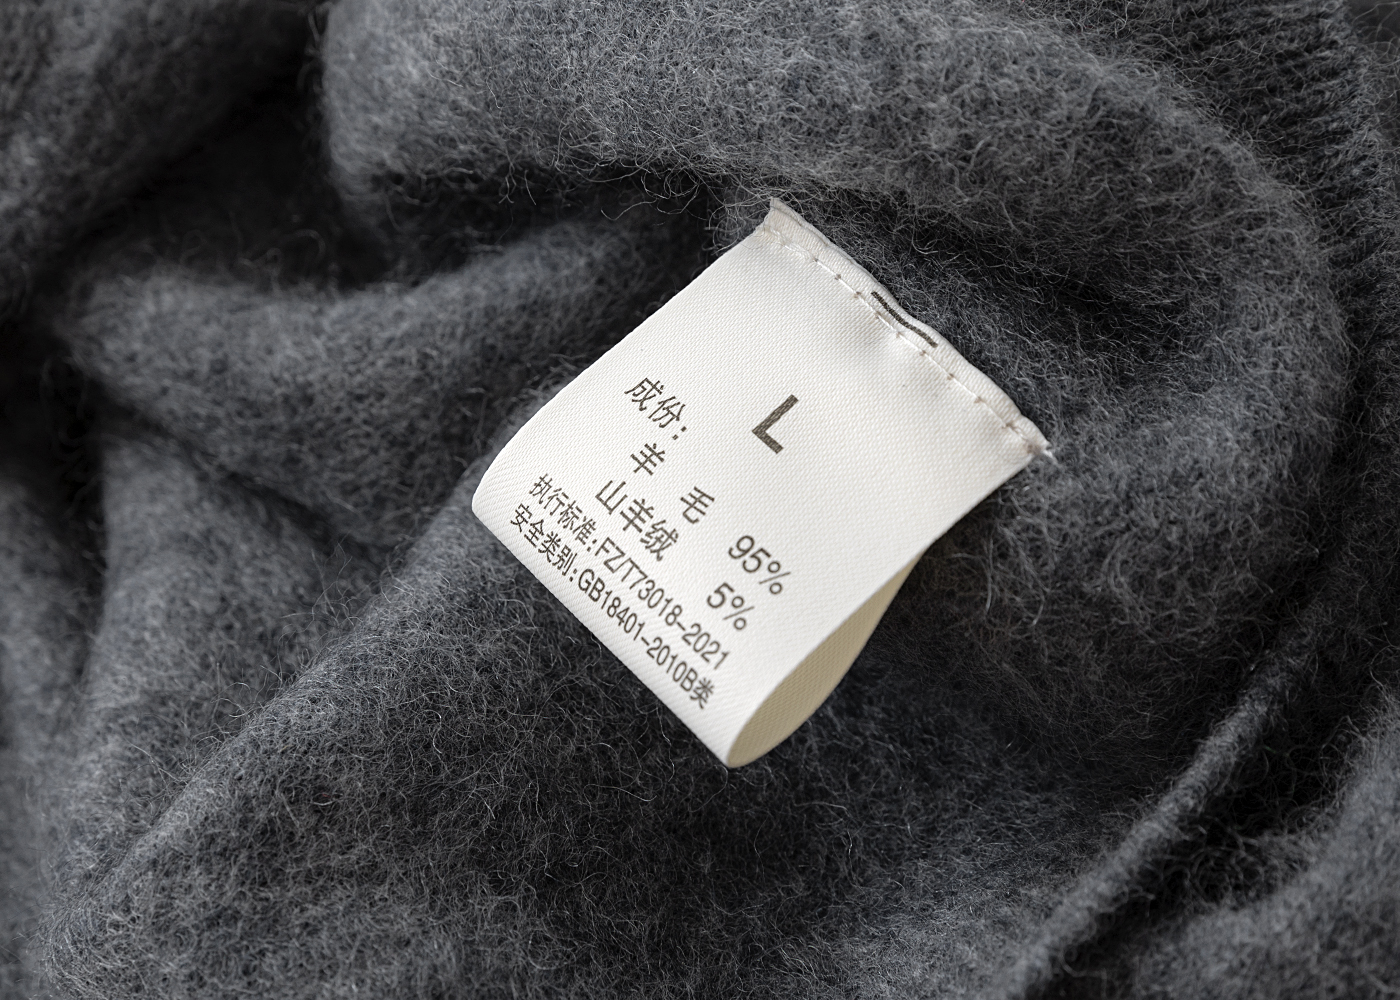 L
成份:
羊 毛 95%
山羊绒 5%
执行标准:FZ/T73018-2021
安全类别:GB18401-2010B类